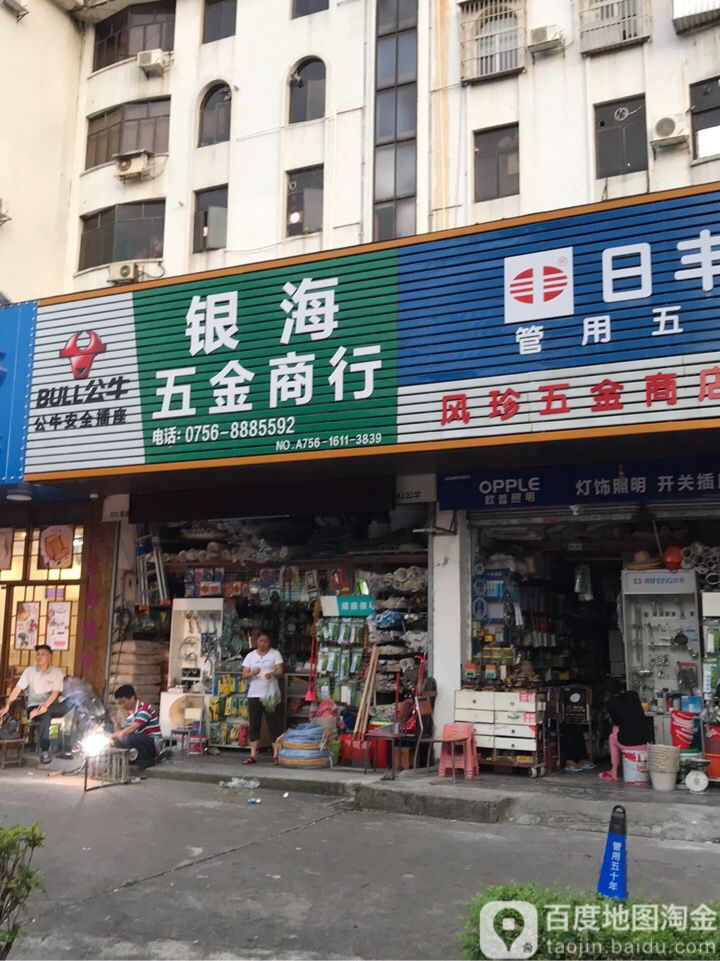 BULL公牛
公牛安全插座
银海
五金商行
电话: 0756-8885592
NO.A756-1611-3839
日丰
管用五
风珍五金商店
OPPLE
欧普照明
灯饰照明 开关插
RIFENG
管用五十年
百度地图淘金
taojin.baidu.com